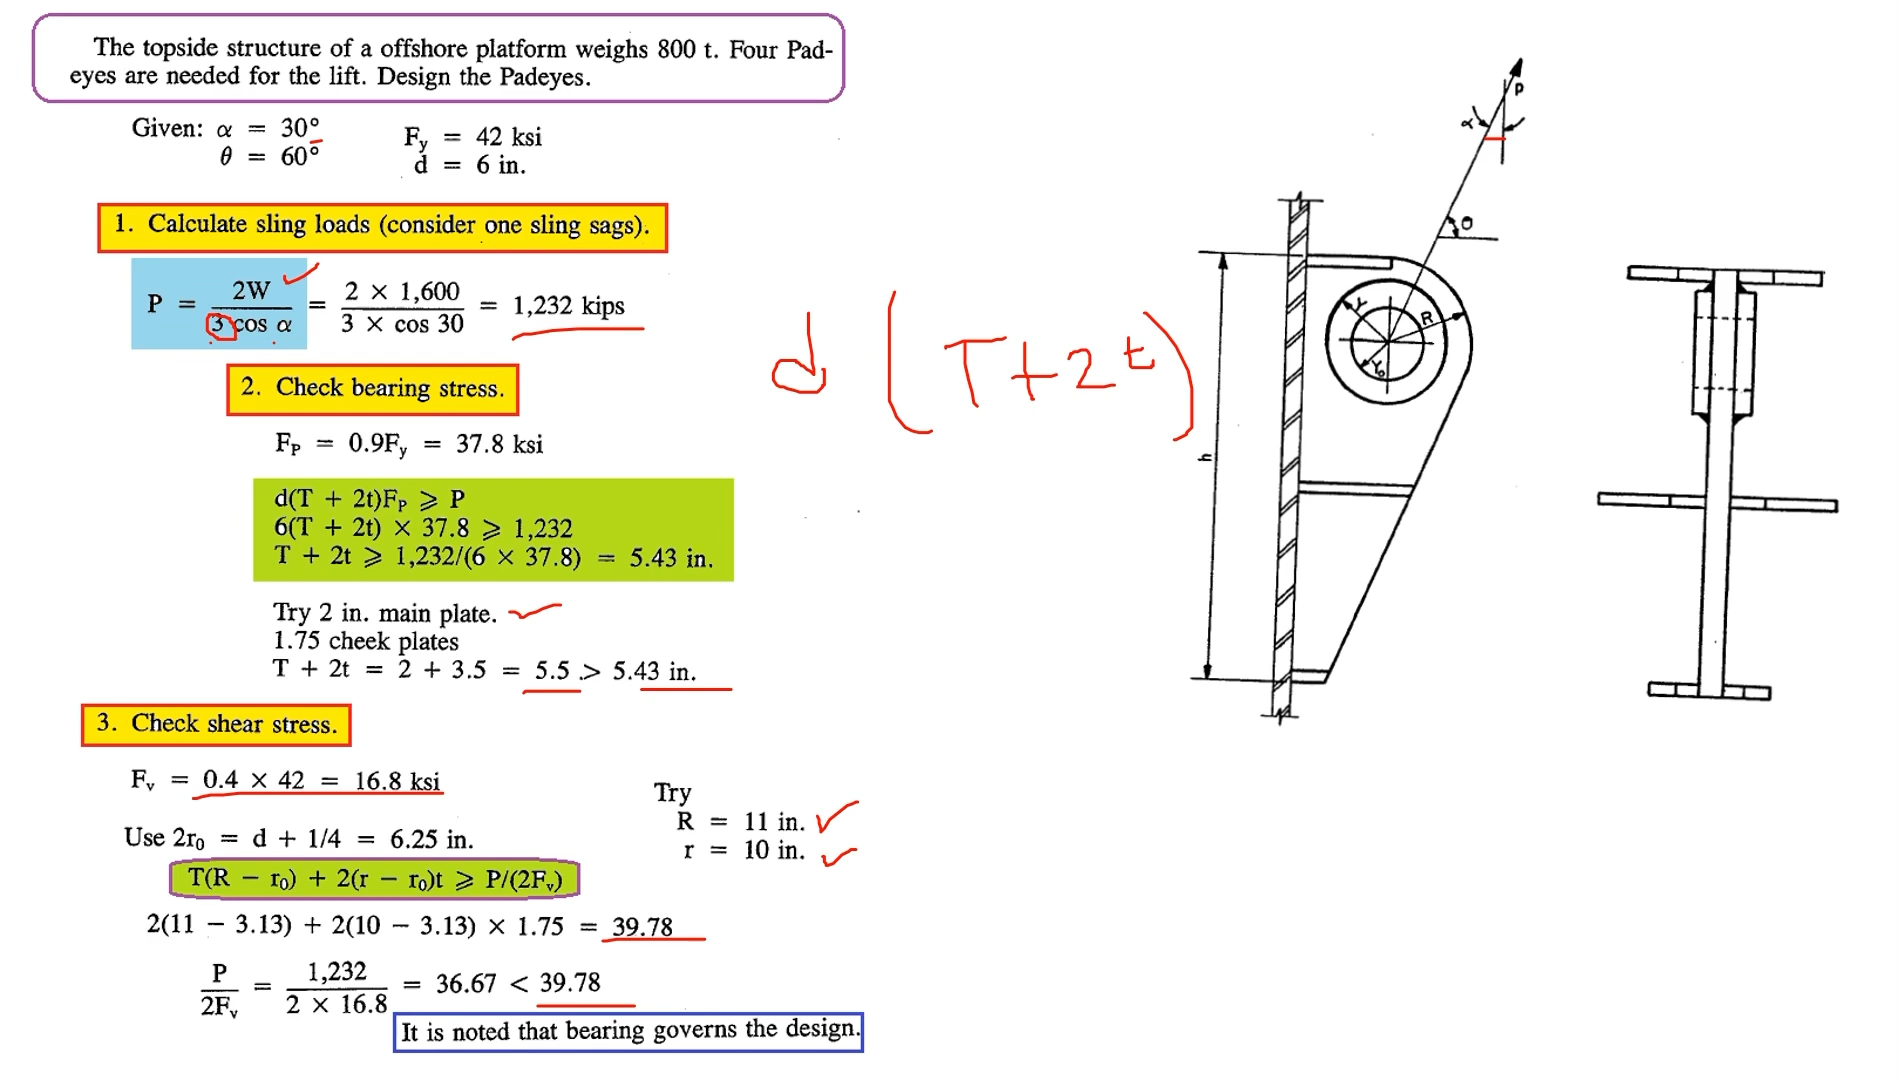 The topside structure of a offshore platform weighs 800 t. Four Pad-
eyes are needed for the lift. Design the Padeyes.
Given: α = 30°
θ = 60°
F_y = 42 ksi
d = 6 in.
1. Calculate sling loads (consider one sling sags).
P = 2W / 3 cos α = 2 × 1,600 / 3 × cos 30 = 1,232 kips
2. Check bearing stress.
F_P = 0.9F_y = 37.8 ksi
d(T + 2t)F_P ⩾ P
6(T + 2t) × 37.8 ⩾ 1,232
T + 2t ⩾ 1,232/(6 × 37.8) = 5.43 in.
Try 2 in. main plate.
1.75 cheek plates
T + 2t = 2 + 3.5 = 5.5 > 5.43 in.
3. Check shear stress.
F_v = 0.4 × 42 = 16.8 ksi
Use 2r₀ = d + 1/4 = 6.25 in.
Try
R = 11 in.
r = 10 in.
T(R − r₀) + 2(r − r₀)t ⩾ P/(2F_v)
2(11 − 3.13) + 2(10 − 3.13) × 1.75 = 39.78
P / 2F_v = 1,232 / 2 × 16.8 = 36.67 < 39.78
It is noted that bearing governs the design.
d (T+2t)
P
α
θ
r
R
r₀
h